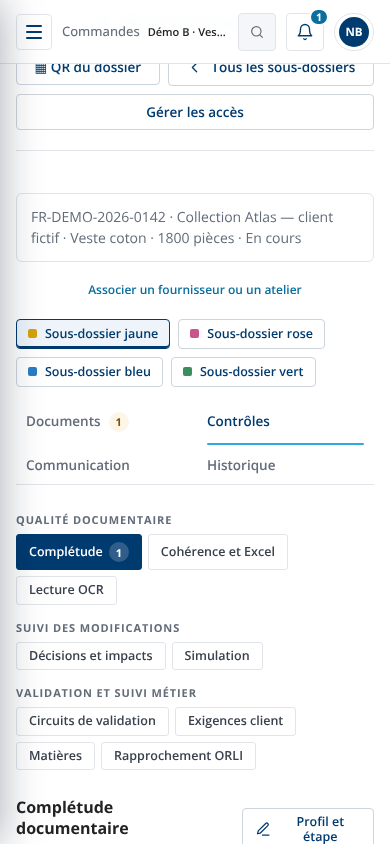 Commandes Démo B · Ves... 1 NB
QR du dossier Tous les sous-dossiers
Gérer les accès
FR-DEMO-2026-0142 · Collection Atlas — client
fictif · Veste coton · 1800 pièces · En cours
Associer un fournisseur ou un atelier
Sous-dossier jaune Sous-dossier rose
Sous-dossier bleu Sous-dossier vert
Documents 1 Contrôles
Communication Historique
QUALITÉ DOCUMENTAIRE
Complétude 1 Cohérence et Excel
Lecture OCR
SUIVI DES MODIFICATIONS
Décisions et impacts Simulation
VALIDATION ET SUIVI MÉTIER
Circuits de validation Exigences client
Matières Rapprochement ORLI
Complétude
documentaire
Profil et
étape